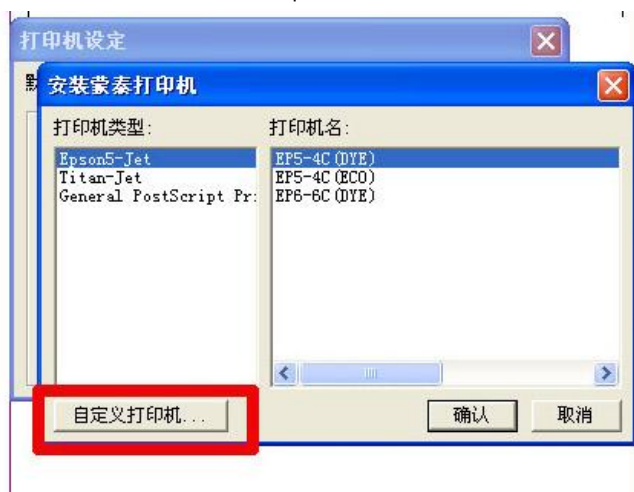 打印机设定
默
安装蒙泰打印机
打印机类型:
打印机名:
Epson5-Jet
Titan-Jet
General PostScript Pr
EP5-4C(DYE)
EP5-4C(ECO)
EP6-6C(DYE)
自定义打印机...
确认
取消